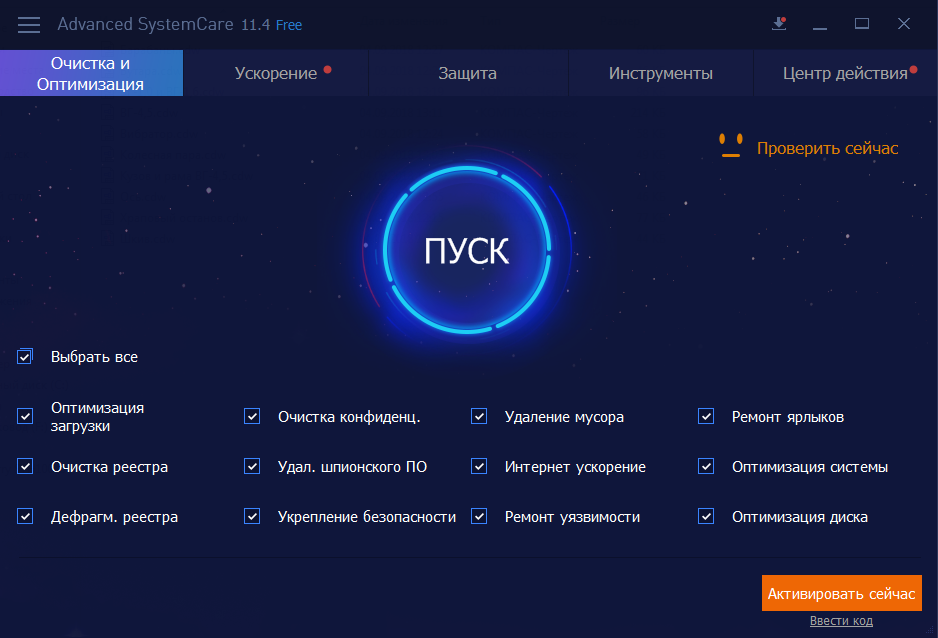 Advanced SystemCare 11.4 Free
Очистка и
Оптимизация
Ускорение
Защита
Инструменты
Центр действия
Проверить сейчас
ПУСК
Выбрать все
Оптимизация
загрузки
Очистка конфиденц.
Удаление мусора
Ремонт ярлыков
Очистка реестра
Удал. шпионского ПО
Интернет ускорение
Оптимизация системы
Дефрагм. реестра
Укрепление безопасности
Ремонт уязвимости
Оптимизация диска
Активировать сейчас
Ввести код